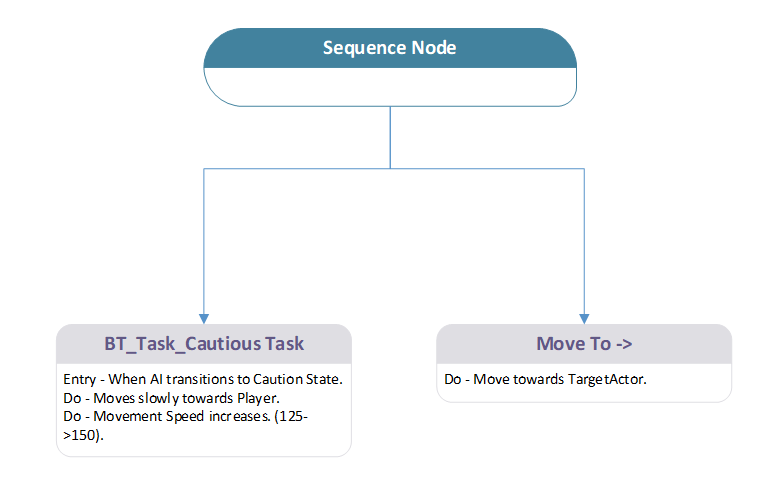 Sequence Node
BT_Task_Cautious Task
Entry - When AI transitions to Caution State.
Do - Moves slowly towards Player.
Do - Movement Speed increases. (125-
>150).
Move To ->
Do - Move towards TargetActor.